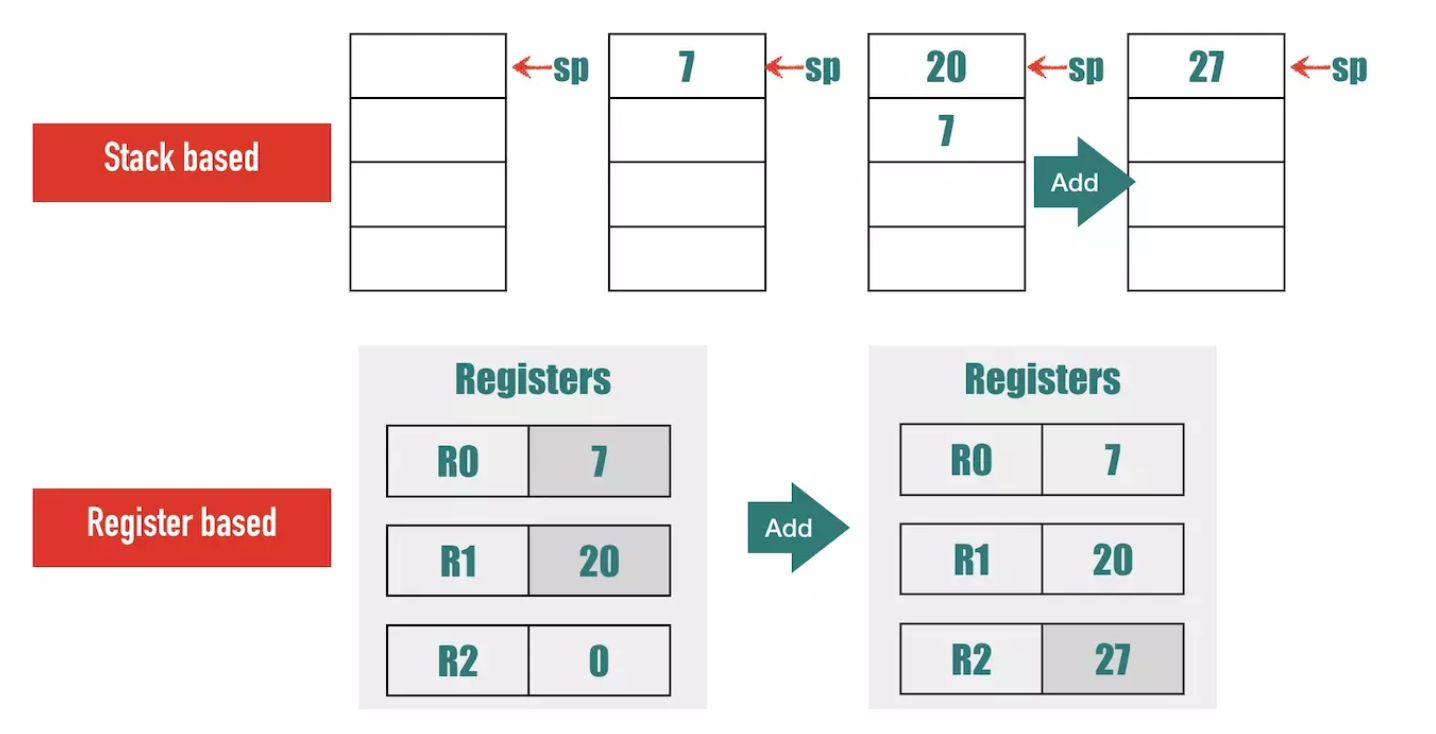 sp
7
sp
20
sp
27
sp
7
Stack based
Add
Registers
R0
7
R1
20
R2
0
Register based
Add
Registers
R0
7
R1
20
R2
27